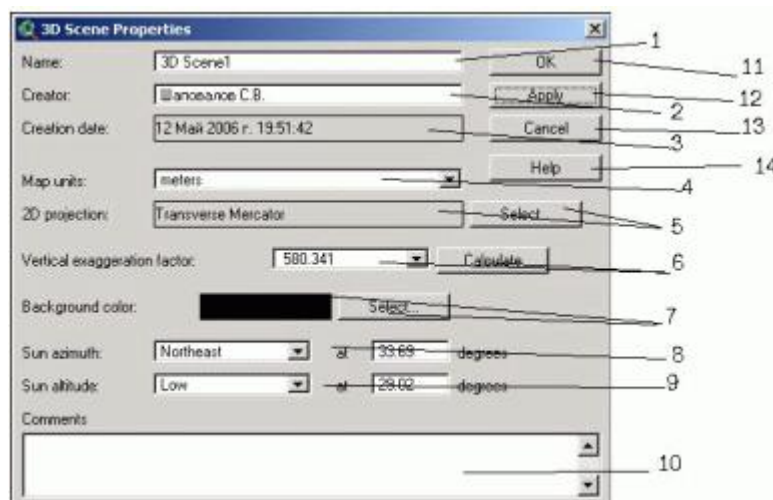 3D Scene Properties
Name: 3D Scene1 OK
Creator: Шаповалов С.В. Apply
Creation date: 12 Май 2006 г. 19:51:42 Cancel
Help
Map units: meters
2D projection: Transverse Mercator Select...
Vertical exaggeration factor: 580.341 Calculate...
Background color: Select...
Sun azimuth: Northeast at 33.69 degrees
Sun altitude: Low at 29.02 degrees
Comments
1
11
2
12
3
13
14
4
5
6
7
8
9
10